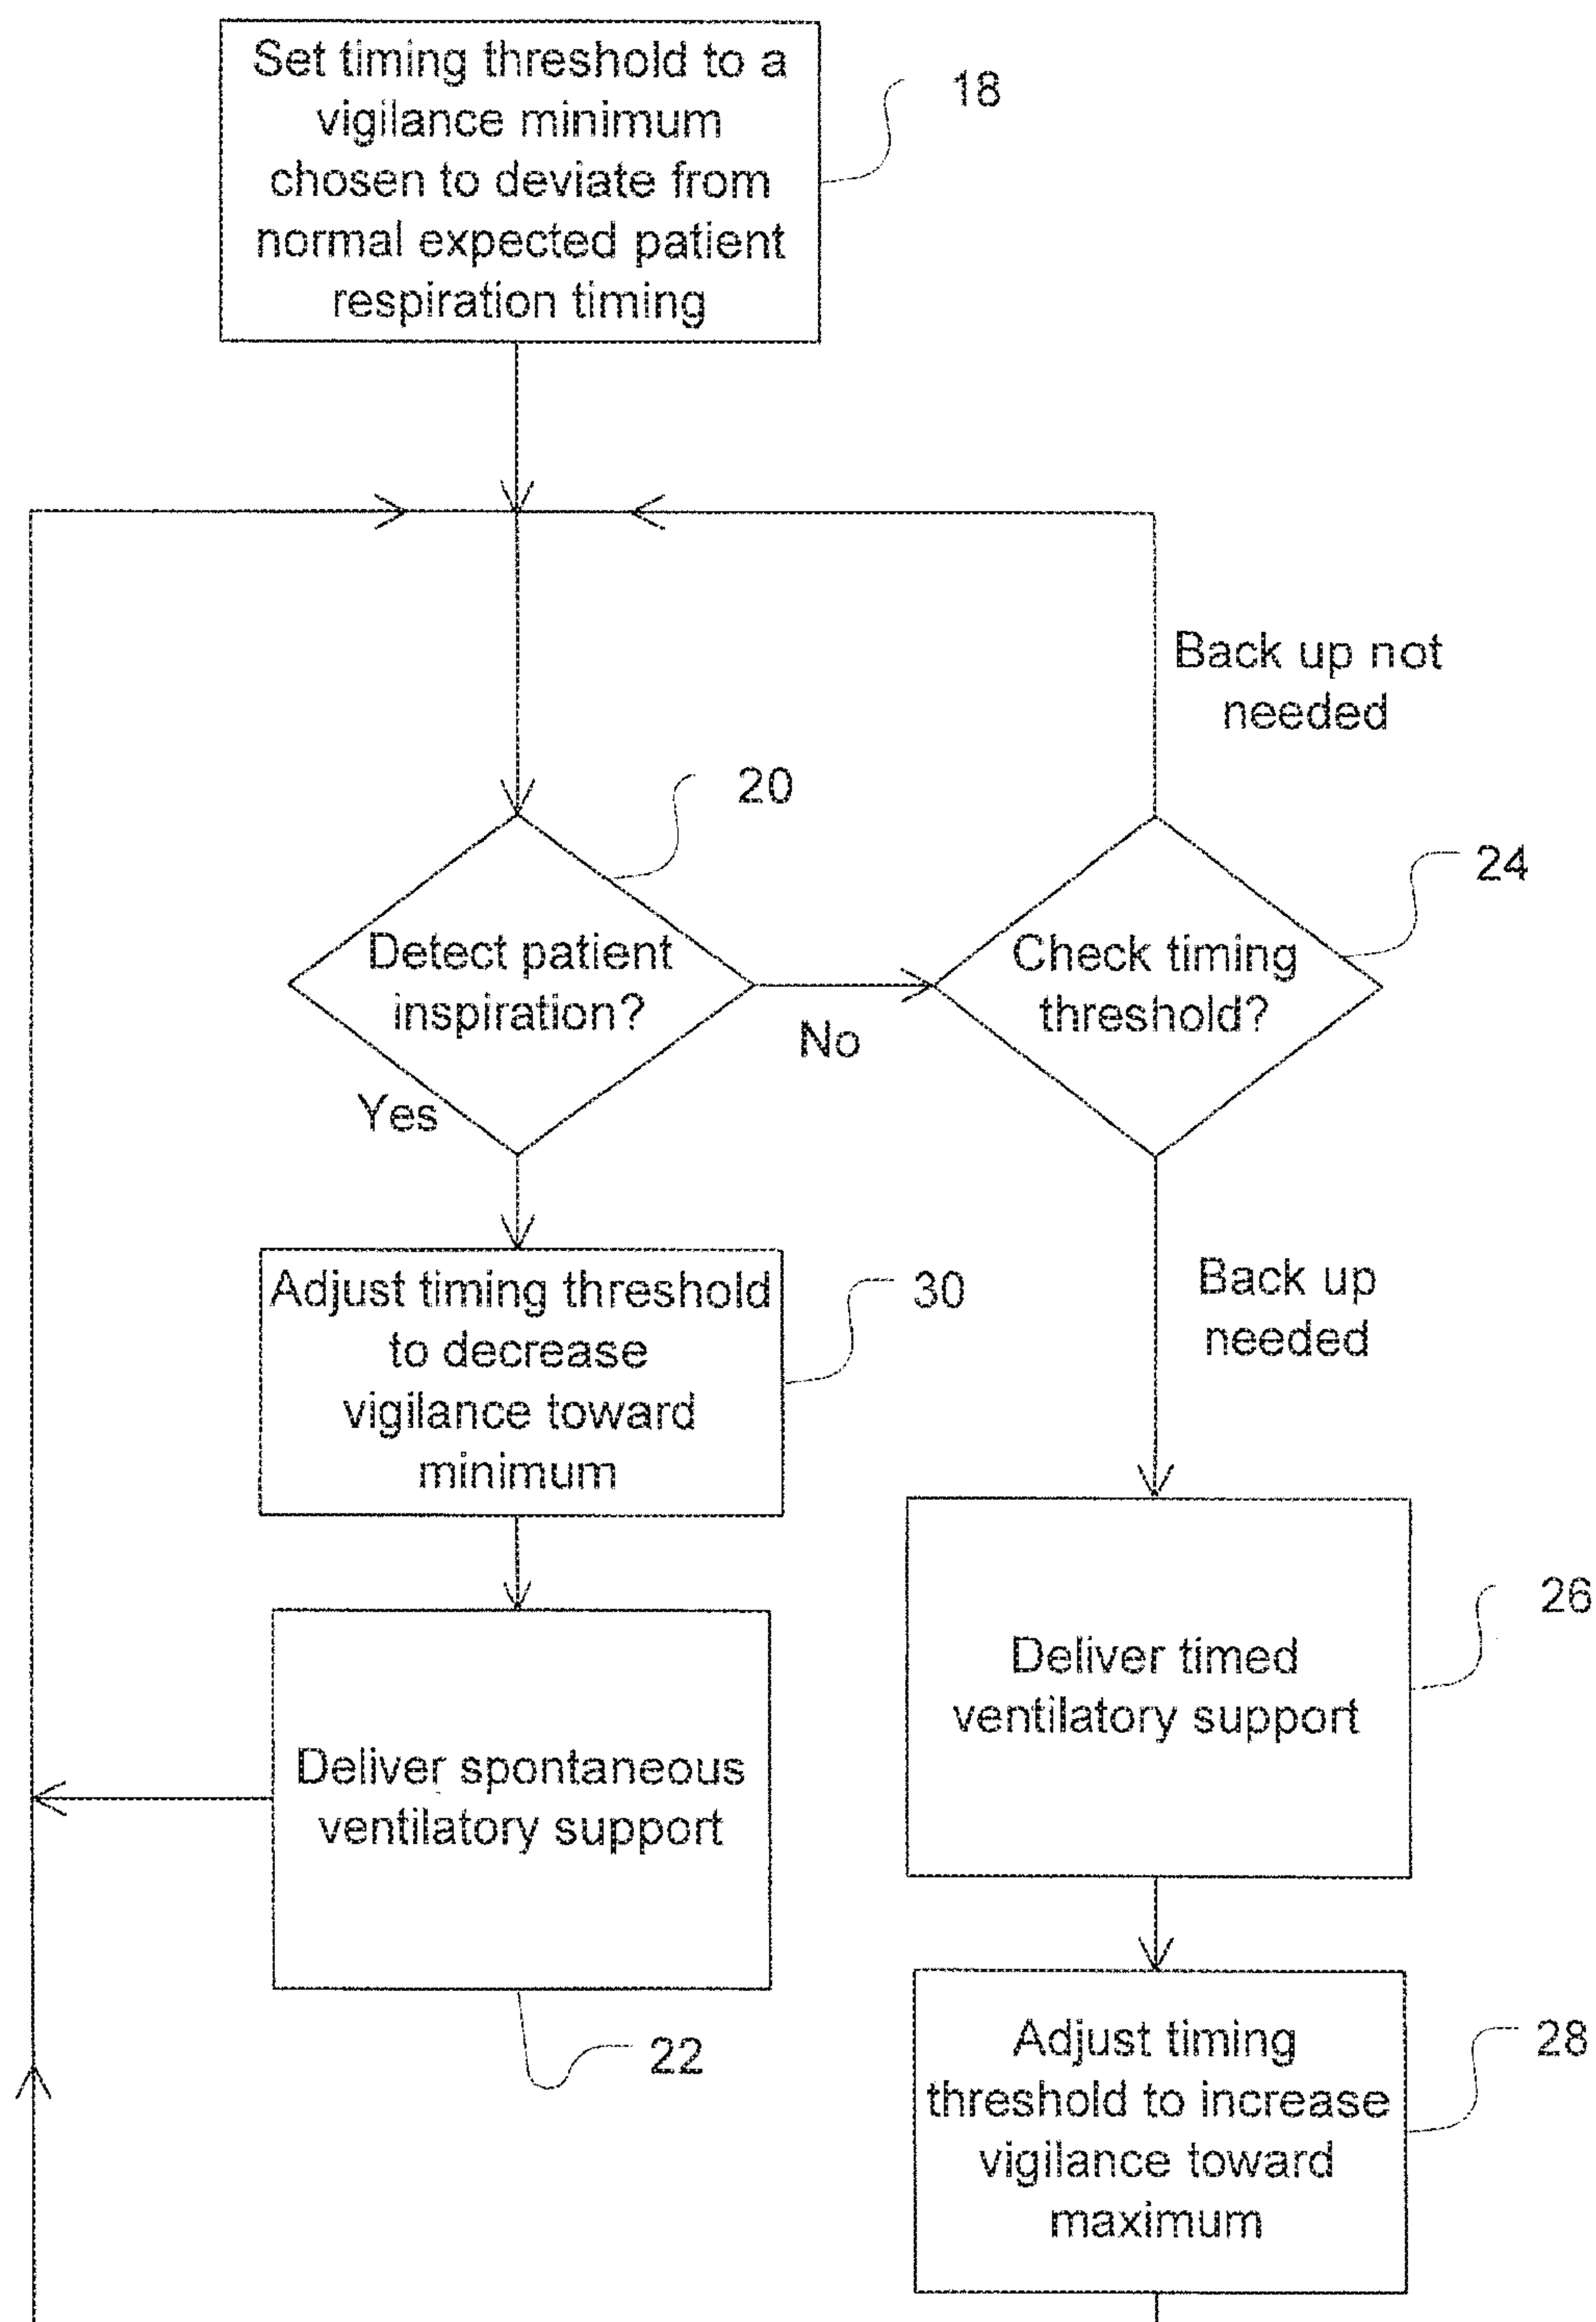 Set timing threshold to a
vigilance minimum
chosen to deviate from
normal expected patient
respiration timing
18
Back up not
needed
20
24
Detect patient
inspiration?
No
Check timing
threshold?
Yes
Adjust timing threshold
to decrease
vigilance toward
minimum
30
Back up
needed
Deliver timed
ventilatory support
26
Deliver spontaneous
ventilatory support
22
Adjust timing
threshold to increase
vigilance toward
maximum
28